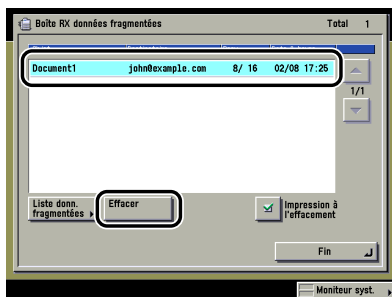 Boîte RX données fragmentées Total 1
Document1 john@example.com 8/ 16 02/08 17:25
1/1
Liste donn.
fragmentées
Effacer
Impression à
l'effacement
Fin
Moniteur syst.